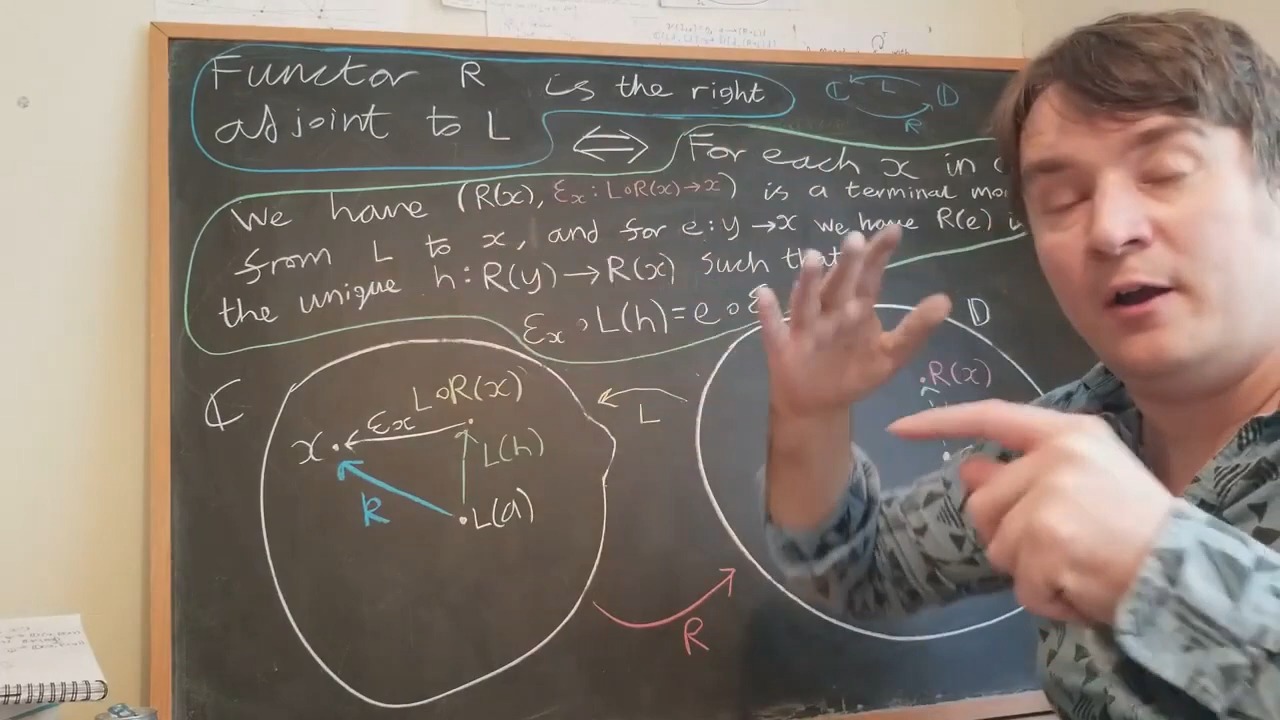 Functor R is the right
adjoint to L
ℂ L 𝔻
R
⇔ For each x in
We have (R(x), εx : L∘R(x)→x) is a terminal
from L to x, and for e:y→x we have R(e)
the unique h:R(y)→R(x) such that
εx∘L(h)=e∘ε
ℂ
𝔻
L∘R(x)
εx
x
L(h)
k
L(a)
L
R
R(x)